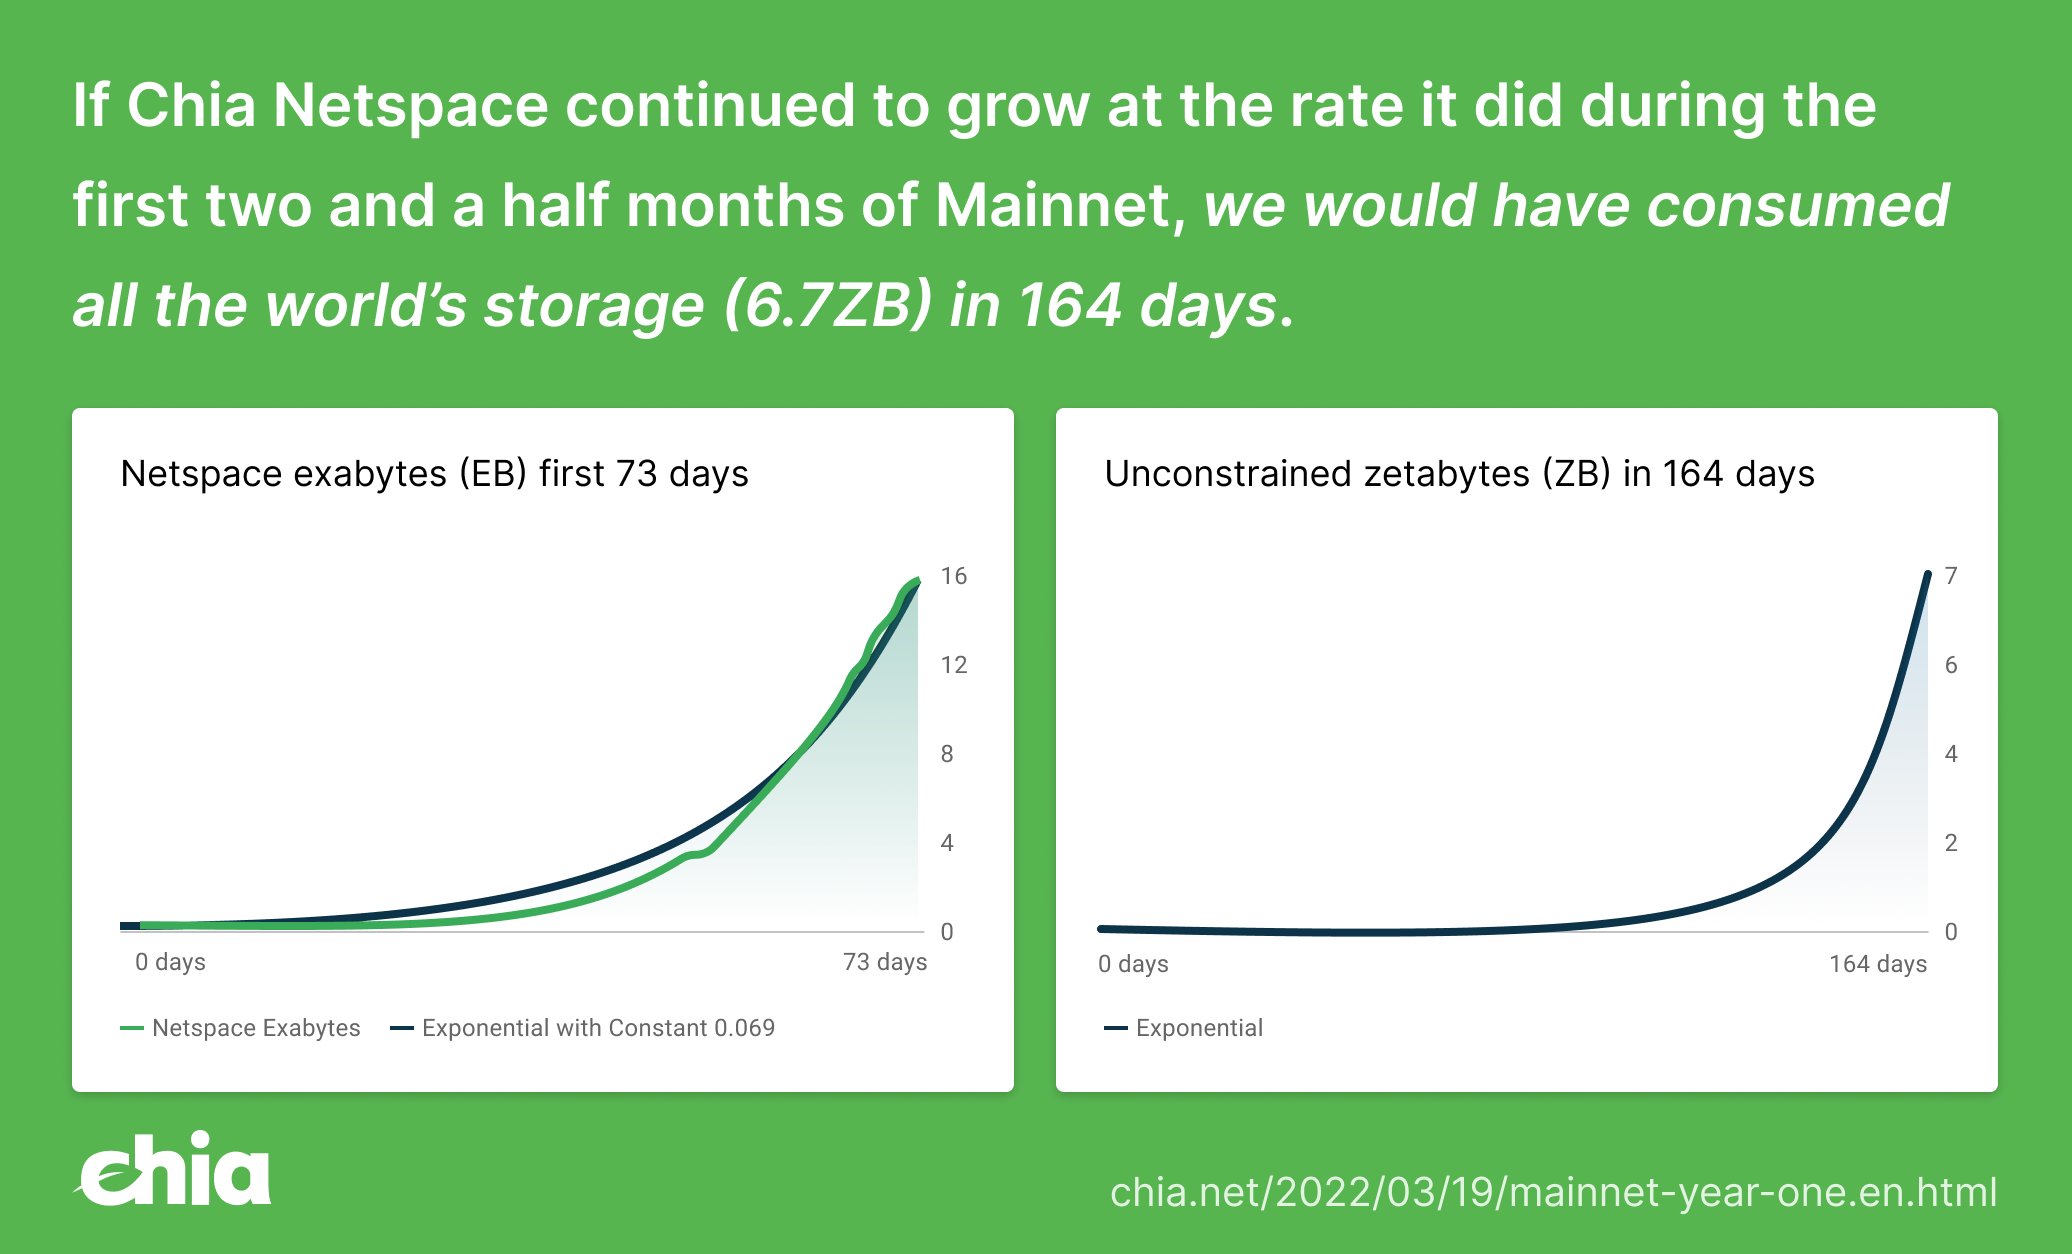 If Chia Netspace continued to grow at the rate it did during the
first two and a half months of Mainnet, we would have consumed
all the world’s storage (6.7ZB) in 164 days.
Netspace exabytes (EB) first 73 days
16
12
8
4
0
0 days
73 days
Netspace Exabytes
Exponential with Constant 0.069
Unconstrained zetabytes (ZB) in 164 days
7
6
4
2
0
0 days
164 days
Exponential
chia
chia.net/2022/03/19/mainnet-year-one.en.html